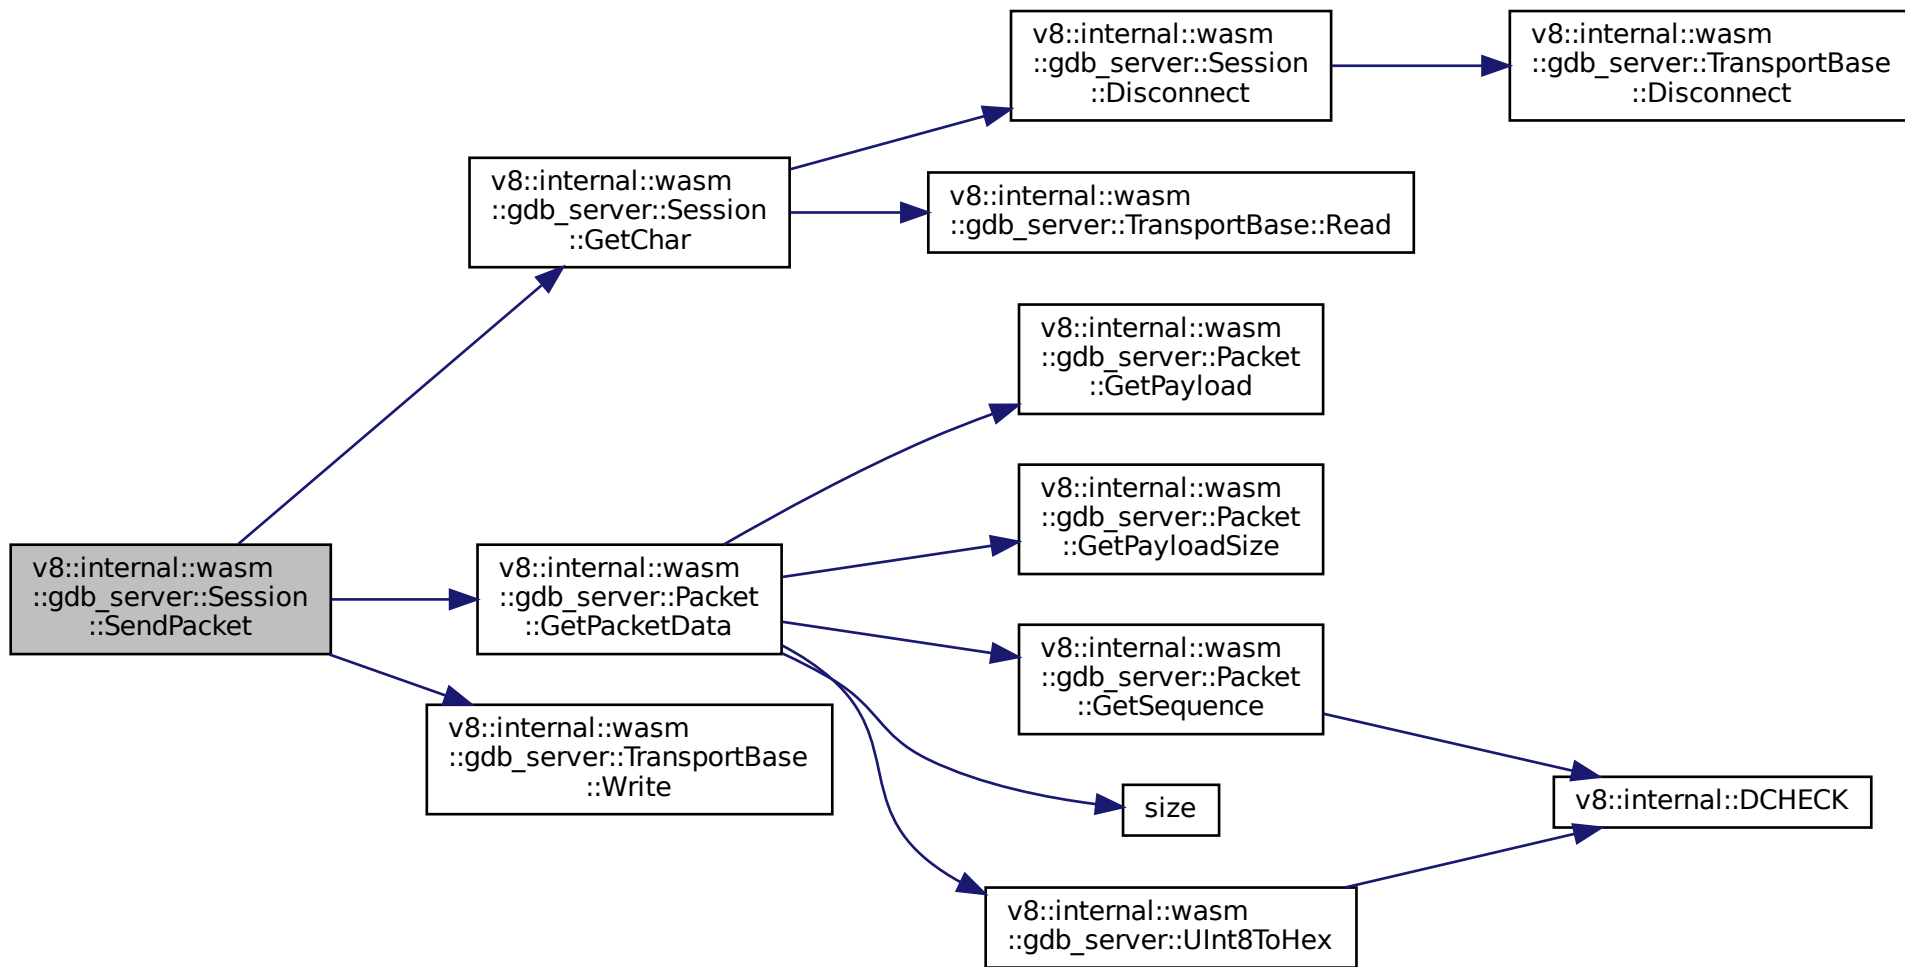 v8::internal::wasm
::gdb_server::Session
::SendPacket
v8::internal::wasm
::gdb_server::Session
::GetChar
v8::internal::wasm
::gdb_server::Session
::Disconnect
v8::internal::wasm
::gdb_server::TransportBase
::Disconnect
v8::internal::wasm
::gdb_server::TransportBase::Read
v8::internal::wasm
::gdb_server::Packet
::GetPacketData
v8::internal::wasm
::gdb_server::Packet
::GetPayload
v8::internal::wasm
::gdb_server::Packet
::GetPayloadSize
v8::internal::wasm
::gdb_server::Packet
::GetSequence
size
v8::internal::wasm
::gdb_server::UInt8ToHex
v8::internal::DCHECK
v8::internal::wasm
::gdb_server::TransportBase
::Write